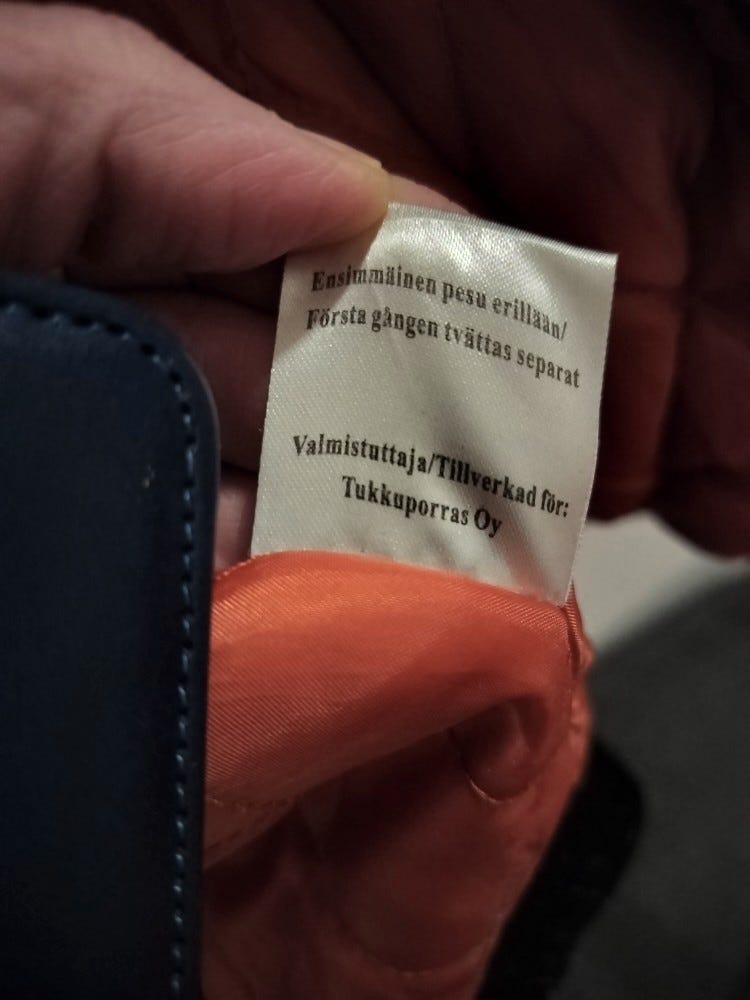 Ensimmäinen pesu erillään/
Första gången tvättas separat
Valmistuttaja/Tillverkad för:
Tukkuporras Oy